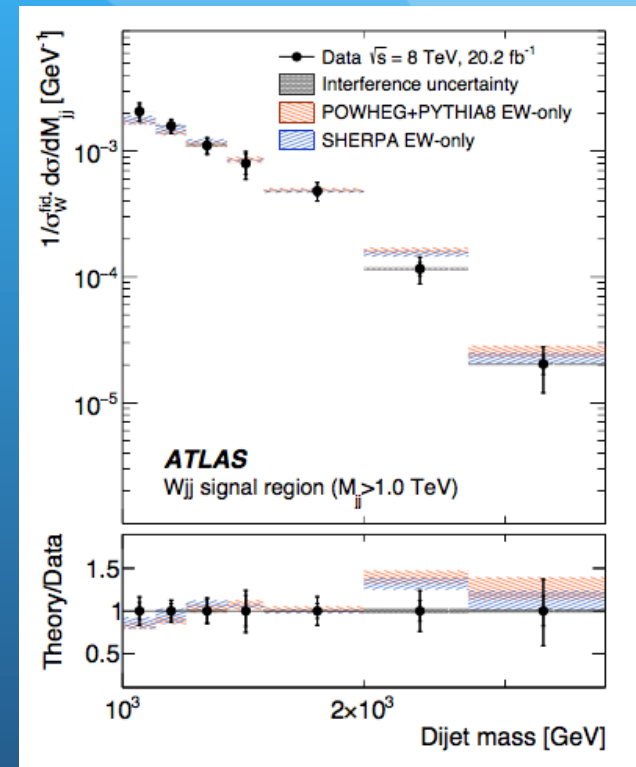 Data √s = 8 TeV, 20.2 fb⁻¹
Interference uncertainty
POWHEG+PYTHIA8 EW-only
SHERPA EW-only
1/σ_W^fid. dσ/dM_jj [GeV⁻¹]
10⁻³
10⁻⁴
10⁻⁵
ATLAS
Wjj signal region (M_jj>1.0 TeV)
Theory/Data
1.5
1
0.5
10³
2×10³
Dijet mass [GeV]